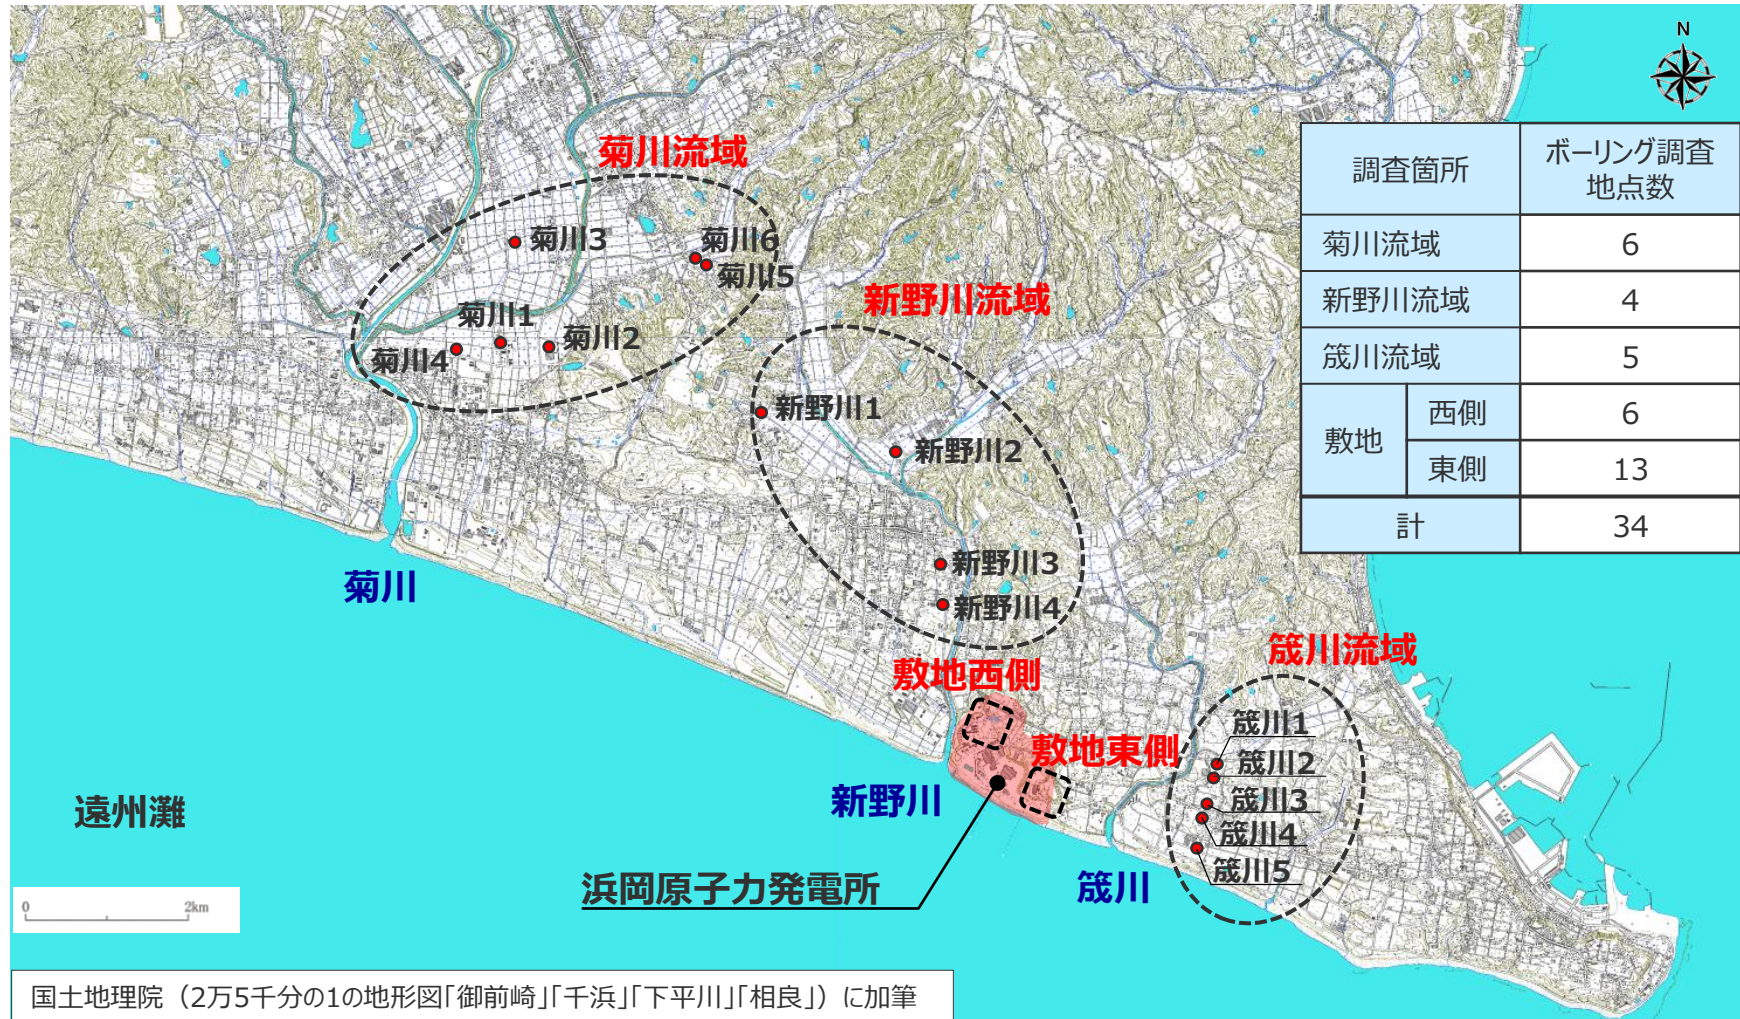 N
調査箇所
ボーリング調査
地点数
菊川流域
6
新野川流域
4
筬川流域
5
敷地
西側
6
東側
13
計
34
菊川流域
菊川3
菊川6
菊川5
菊川1
菊川2
菊川4
新野川流域
新野川1
新野川2
新野川3
新野川4
菊川
敷地西側
敷地東側
筬川流域
筬川1
筬川2
筬川3
筬川4
筬川5
新野川
遠州灘
浜岡原子力発電所
筬川
0 2km
国土地理院（2万5千分の1の地形図「御前崎」「千浜」「下平川」「相良」）に加筆